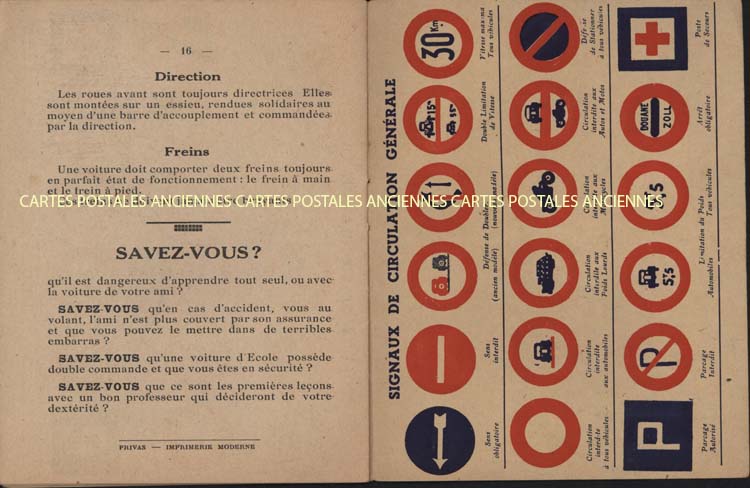 — 16 —
Direction
Les roues avant sont toujours directrices Elles
sont montées sur un essieu, rendues solidaires au
moyen d'une barre d'accouplement et commandées
par la direction.
Freins
Une voiture doit comporter deux freins toujours
en parfait état de fonctionnement : le frein à main
et le frein à pied.
CARTES POSTALES ANCIENNES CARTES POSTALES ANCIENNES CARTES POSTALES ANCIENNES
SAVEZ-VOUS ?
qu'il est dangereux d'apprendre tout seul, ou avec
la voiture de votre ami ?
SAVEZ-VOUS qu'en cas d'accident, vous au
volant, l'ami n'est plus couvert par son assurance
et que vous pouvez le mettre dans de terribles
embarras ?
SAVEZ-VOUS qu'une voiture d'Ecole possède
double commande et que vous êtes en sécurité ?
SAVEZ-VOUS que ce sont les premières leçons
avec un bon professeur qui décideront de votre
dextérité ?
PRIVAS — IMPRIMERIE MODERNE
SIGNAUX DE CIRCULATION GÉNÉRALE
Sens
obligatoire
Sens
interdit
Défense de Doubler
(ancien modèle)
(nouveau modèle)
Double Limitation
de Vitesse
30 Km.
Vitesse maxima
Tous véhicules
Circulation
interdite
à tous véhicules
Circulation
interdite
aux automobiles
Circulation
interdite aux
Poids Lourds
Circulation
interdite aux
Motocycles
Circulation
interdite aux
Autos et Motos
Défense
de Stationner
à tous véhicules
P
Parcage
Autorisé
P
Parcage
Interdit
5T5
Limitation du Poids
Automobiles
5T5
Tous véhicules
DOUANE
ZOLL
Arrêt
obligatoire
Poste
de Secours